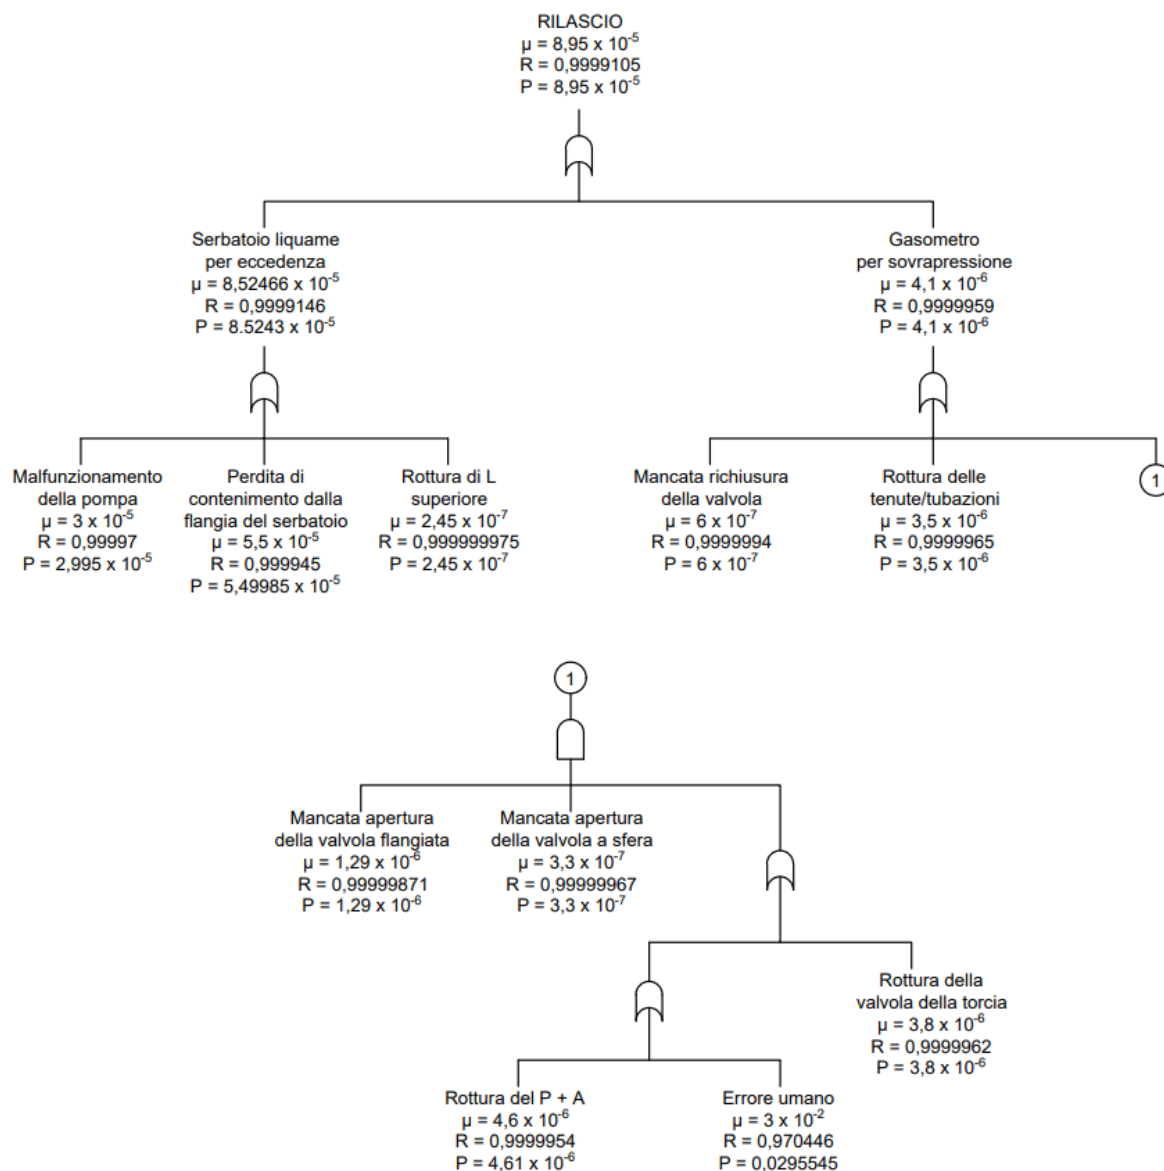 RILASCIO
μ = 8,95 x 10⁻⁵
R = 0,9999105
P = 8,95 x 10⁻⁵
Serbatoio liquame
per eccedenza
μ = 8,52466 x 10⁻⁵
R = 0,9999146
P = 8.5243 x 10⁻⁵
Gasometro
per sovrapressione
μ = 4,1 x 10⁻⁶
R = 0,9999959
P = 4,1 x 10⁻⁶
Malfunzionamento
della pompa
μ = 3 x 10⁻⁵
R = 0,99997
P = 2,995 x 10⁻⁵
Perdita di
contenimento dalla
flangia del serbatoio
μ = 5,5 x 10⁻⁵
R = 0,999945
P = 5,49985 x 10⁻⁵
Rottura di L
superiore
μ = 2,45 x 10⁻⁷
R = 0,999999975
P = 2,45 x 10⁻⁷
Mancata richiusura
della valvola
μ = 6 x 10⁻⁷
R = 0,9999994
P = 6 x 10⁻⁷
Rottura delle
tenute/tubazioni
μ = 3,5 x 10⁻⁶
R = 0,9999965
P = 3,5 x 10⁻⁶
1
1
Mancata apertura
della valvola flangiata
μ = 1,29 x 10⁻⁶
R = 0,99999871
P = 1,29 x 10⁻⁶
Mancata apertura
della valvola a sfera
μ = 3,3 x 10⁻⁷
R = 0,99999967
P = 3,3 x 10⁻⁷
Rottura della
valvola della torcia
μ = 3,8 x 10⁻⁶
R = 0,9999962
P = 3,8 x 10⁻⁶
Rottura del P + A
μ = 4,6 x 10⁻⁶
R = 0,9999954
P = 4,61 x 10⁻⁶
Errore umano
μ = 3 x 10⁻²
R = 0,970446
P = 0,0295545